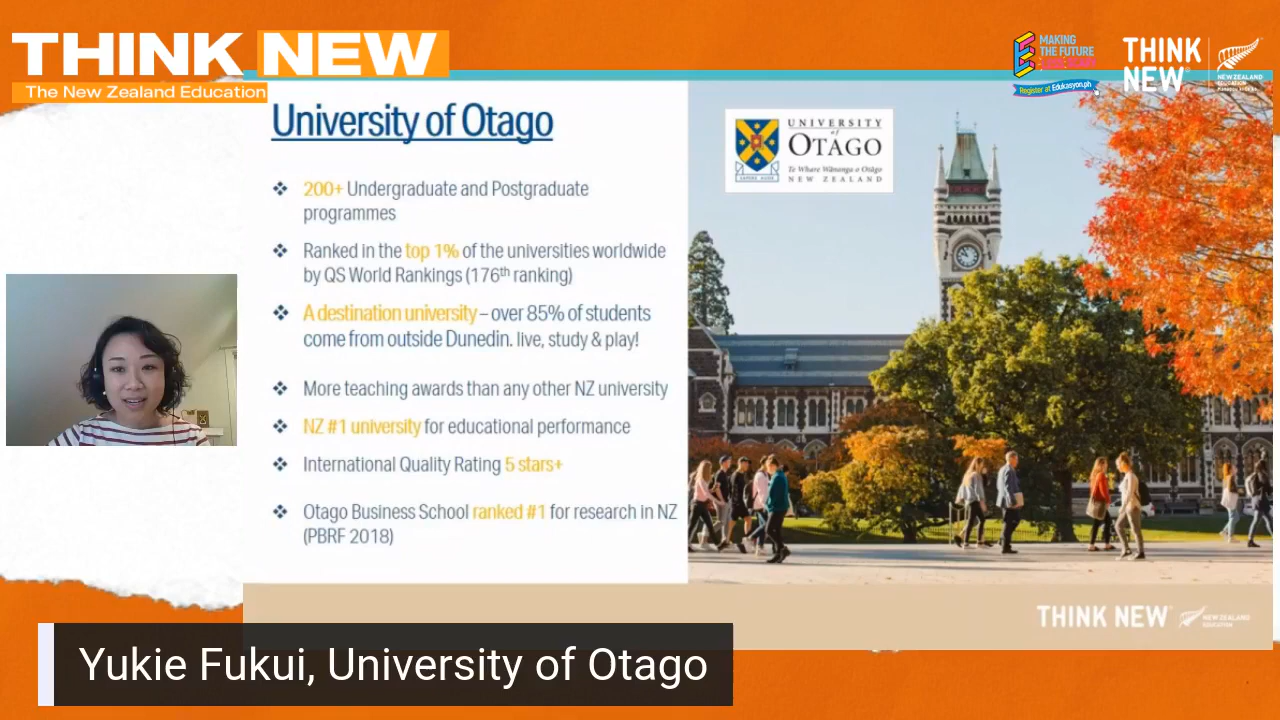 THINK NEW
The New Zealand Education
MAKING
THE FUTURE
LESS SCARY
Register at Edukasyon.ph
THINK
NEW
NEW ZEALAND
EDUCATION
University of Otago
200+ Undergraduate and Postgraduate
programmes
Ranked in the top 1% of the universities worldwide
by QS World Rankings (176th ranking)
A destination university – over 85% of students
come from outside Dunedin. live, study & play!
More teaching awards than any other NZ university
NZ #1 university for educational performance
International Quality Rating 5 stars+
Otago Business School ranked #1 for research in NZ
(PBRF 2018)
UNIVERSITY
of
OTAGO
Te Whare Wānanga o Otāgo
NEW ZEALAND
THINK NEW
NEW ZEALAND
EDUCATION
Yukie Fukui, University of Otago